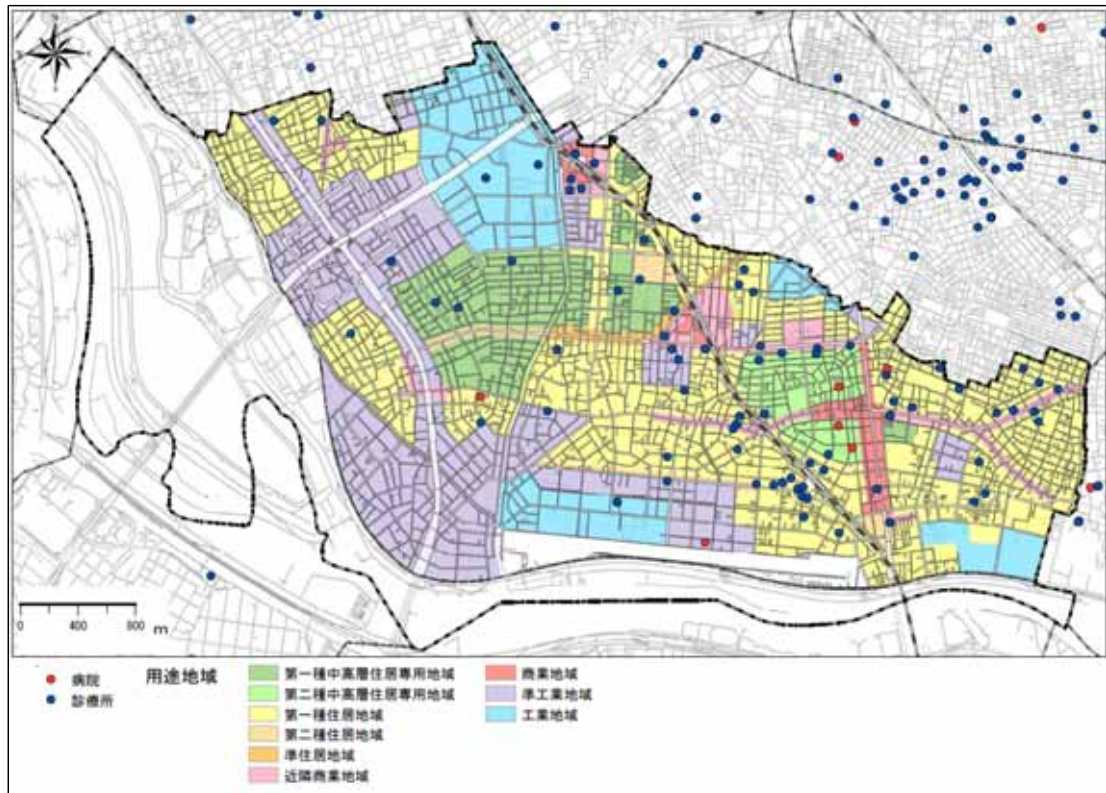 0 400 800 m
病院
診療所
用途地域
第一種中高層住居専用地域
第二種中高層住居専用地域
第一種住居地域
第二種住居地域
準住居地域
近隣商業地域
商業地域
準工業地域
工業地域